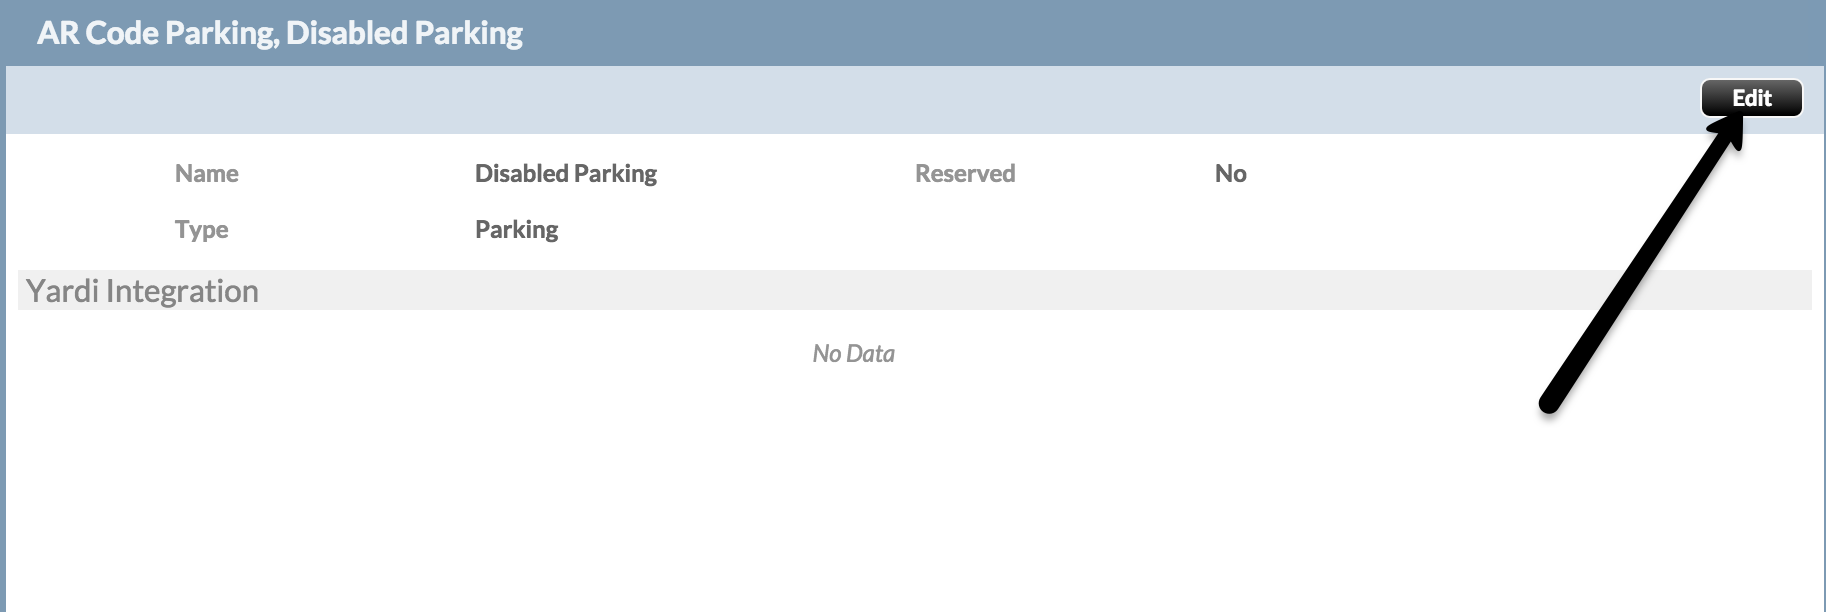 AR Code Parking, Disabled Parking
Edit
Name Disabled Parking Reserved No
Type Parking
Yardi Integration
No Data